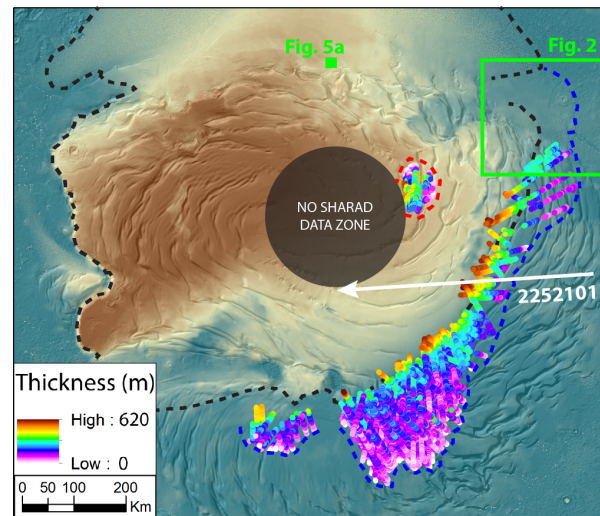 Fig. 5a
Fig. 2
NO SHARAD
DATA ZONE
2252101
Thickness (m)
High : 620
Low : 0
0 50 100 200
Km